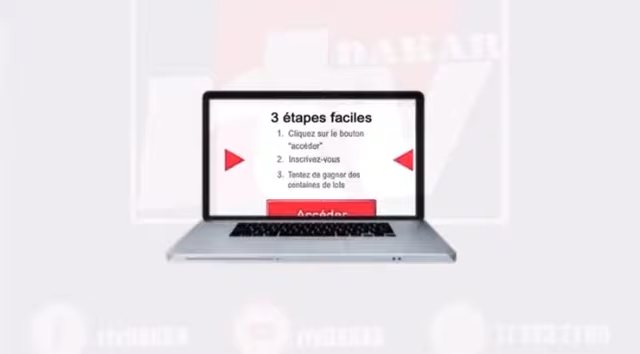 DAKAR
3 étapes faciles
1. Cliquez sur le bouton
"accéder"
2. Inscrivez-vous
3. Tentez de gagner des
centaines de lots
Accéder